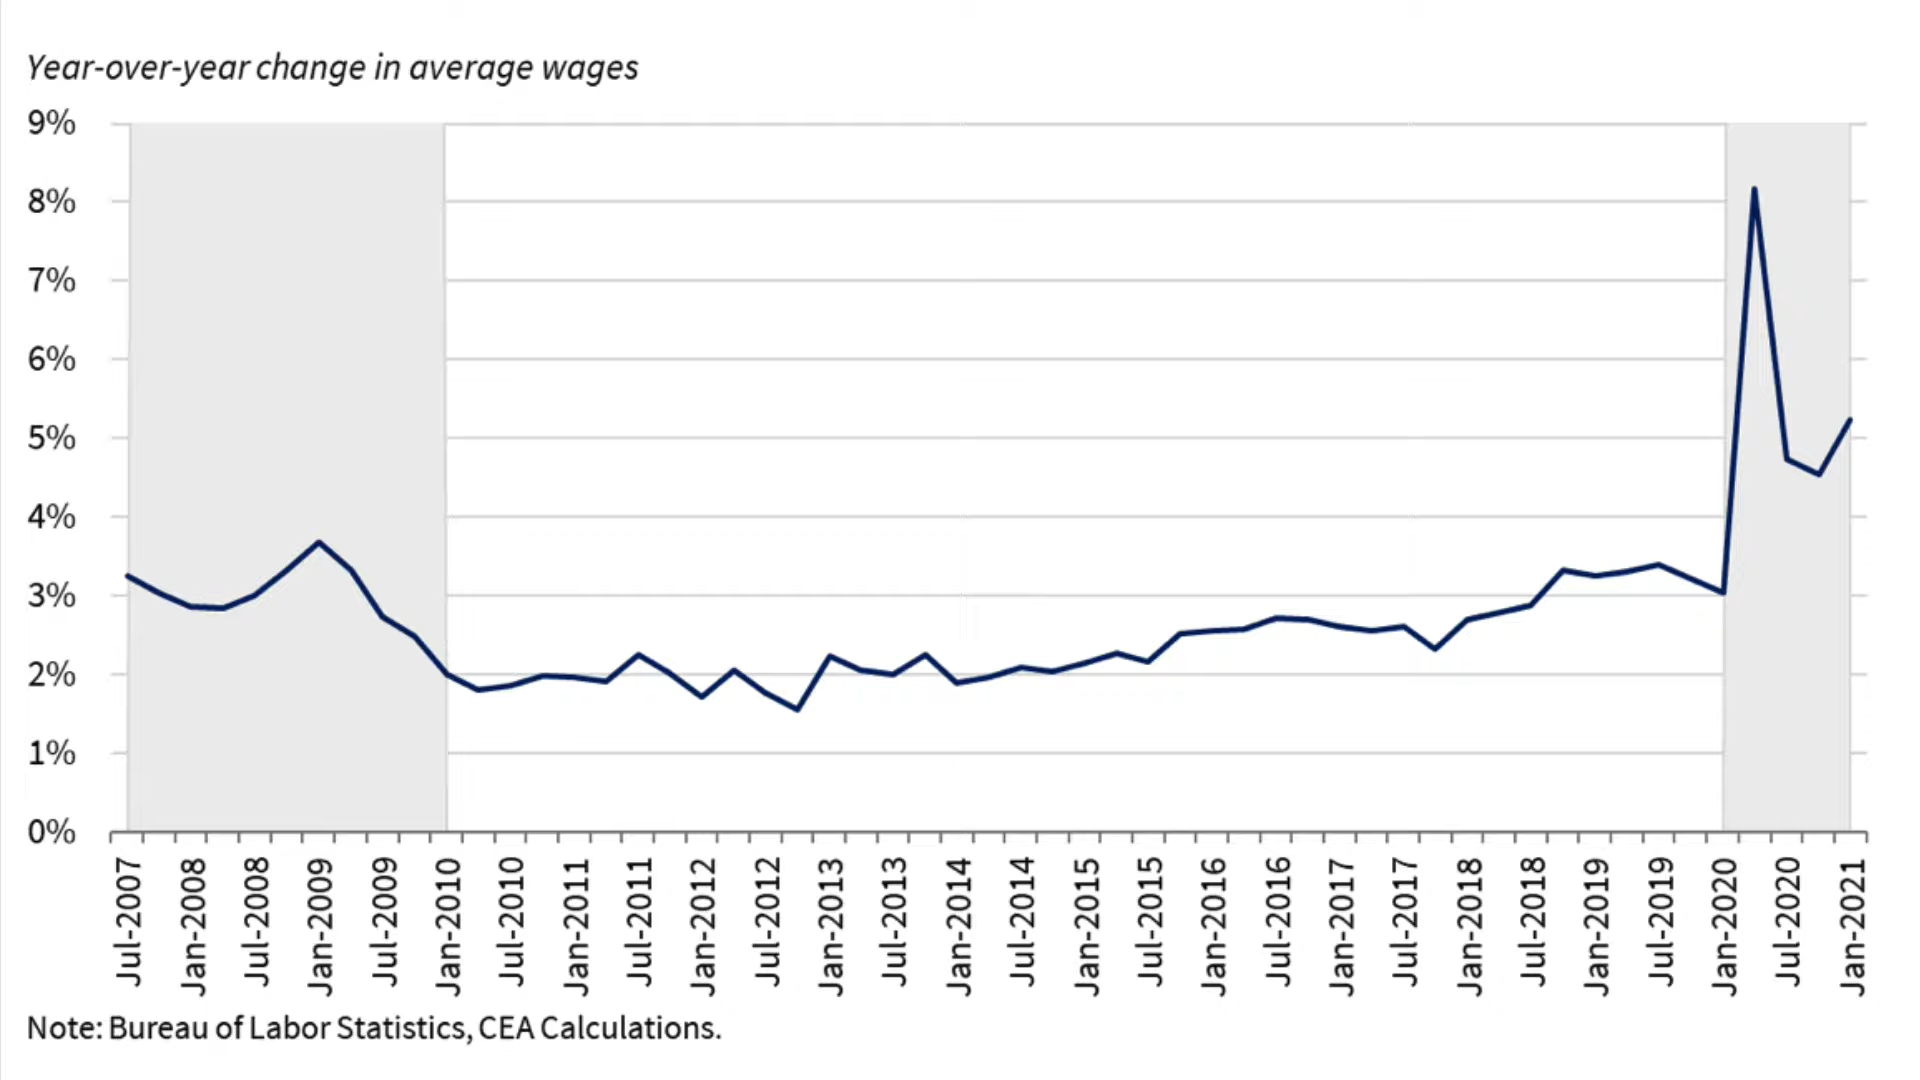 Year-over-year change in average wages
9%
8%
7%
6%
5%
4%
3%
2%
1%
0%
Jul-2007
Jan-2008
Jul-2008
Jan-2009
Jul-2009
Jan-2010
Jul-2010
Jan-2011
Jul-2011
Jan-2012
Jul-2012
Jan-2013
Jul-2013
Jan-2014
Jul-2014
Jan-2015
Jul-2015
Jan-2016
Jul-2016
Jan-2017
Jul-2017
Jan-2018
Jul-2018
Jan-2019
Jul-2019
Jan-2020
Jul-2020
Jan-2021
Note: Bureau of Labor Statistics, CEA Calculations.